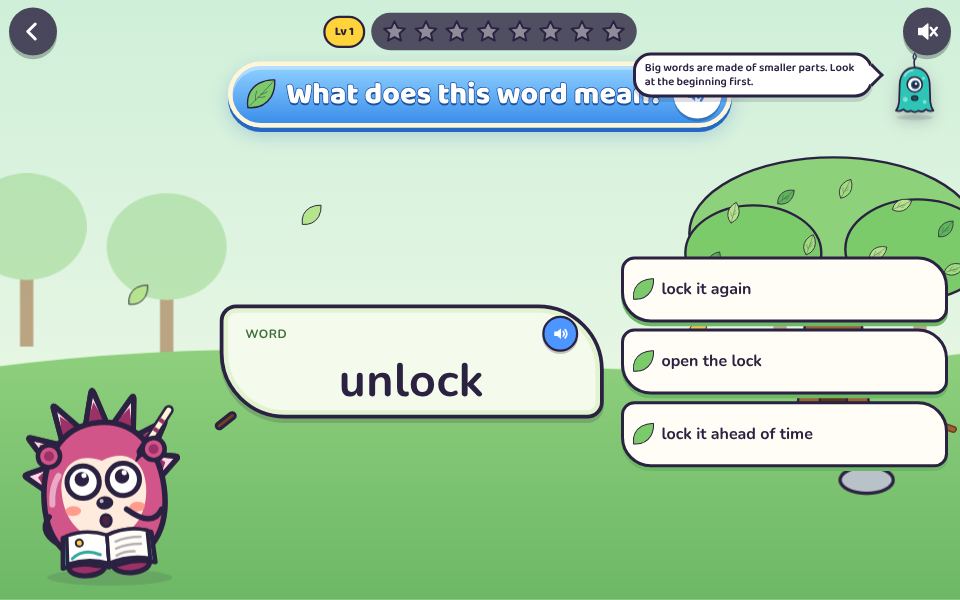 Lv 1
Big words are made of smaller parts. Look
at the beginning first.
What does this word mean?
WORD
unlock
lock it again
open the lock
lock it ahead of time